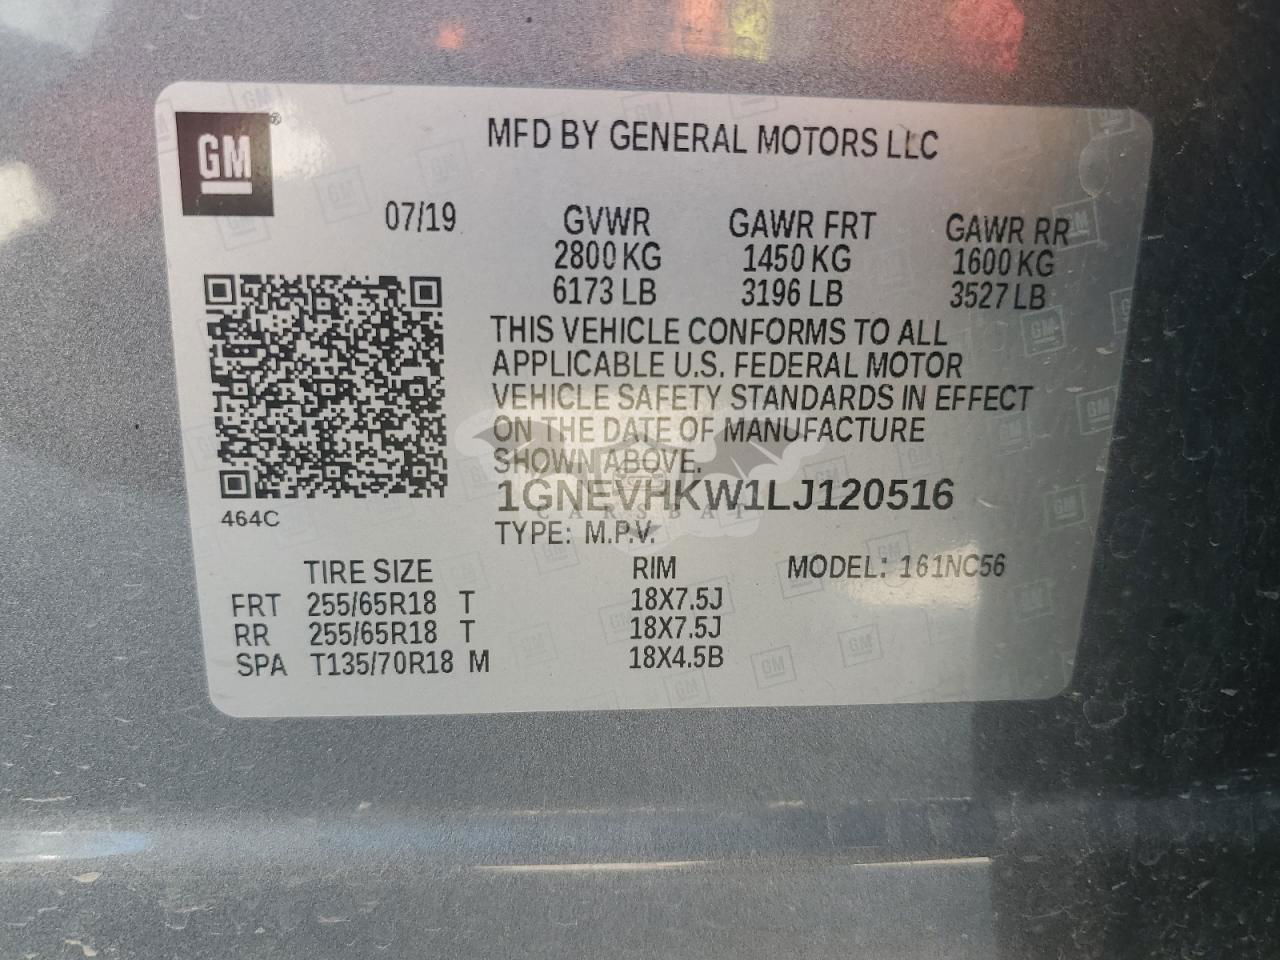 GM®
MFD BY GENERAL MOTORS LLC
07/19
GVWR GAWR FRT GAWR RR
2800 KG 1450 KG 1600 KG
6173 LB 3196 LB 3527 LB
THIS VEHICLE CONFORMS TO ALL
APPLICABLE U.S. FEDERAL MOTOR
VEHICLE SAFETY STANDARDS IN EFFECT
ON THE DATE OF MANUFACTURE
SHOWN ABOVE.
1GNEVHKW1LJ120516
CARSBAT
464C
TYPE: M.P.V.
TIRE SIZE RIM MODEL: 161NC56
FRT 255/65R18 T 18X7.5J
RR 255/65R18 T 18X7.5J
SPA T135/70R18 M 18X4.5B